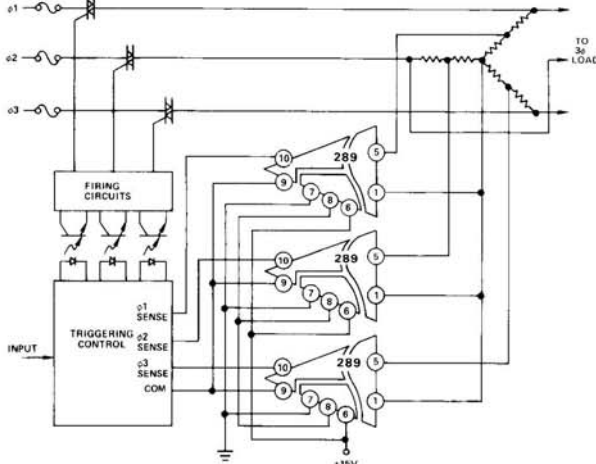 φ1
φ2
φ3
TO
3φ
LOAD
FIRING
CIRCUITS
10
289
5
9
7
8
6
1
10
289
5
9
7
8
6
1
10
289
5
9
7
8
6
1
φ1
SENSE
TRIGGERING
CONTROL
φ2
SENSE
INPUT
φ3
SENSE
COM
+15V